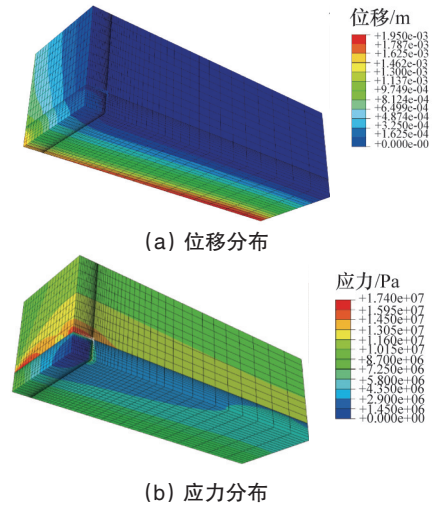 位移/m
+1.950e-03
+1.787e-03
+1.625e-03
+1.462e-03
+1.300e-03
+1.137e-03
+9.749e-04
+8.124e-04
+6.499e-04
+4.874e-04
+3.250e-04
+1.625e-04
+0.000e-00
(a) 位移分布
应力/Pa
+1.740e+07
+1.595e+07
+1.450e+07
+1.305e+07
+1.160e+07
+1.015e+07
+8.700e+06
+7.250e+06
+5.800e+06
+4.350e+06
+2.900e+06
+1.450e+06
+0.000e+00
(b) 应力分布